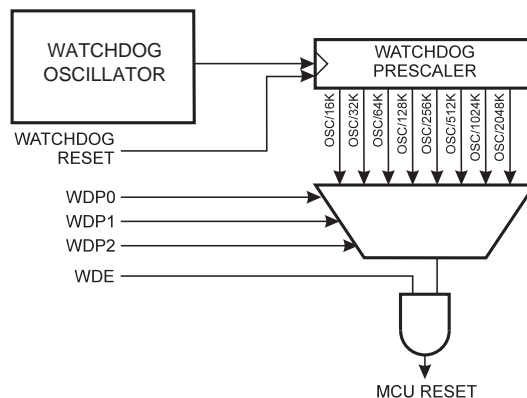 WATCHDOG
OSCILLATOR
WATCHDOG
PRESCALER
WATCHDOG
RESET
OSC/16K
OSC/32K
OSC/64K
OSC/128K
OSC/256K
OSC/512K
OSC/1024K
OSC/2048K
WDP0
WDP1
WDP2
WDE
MCU RESET